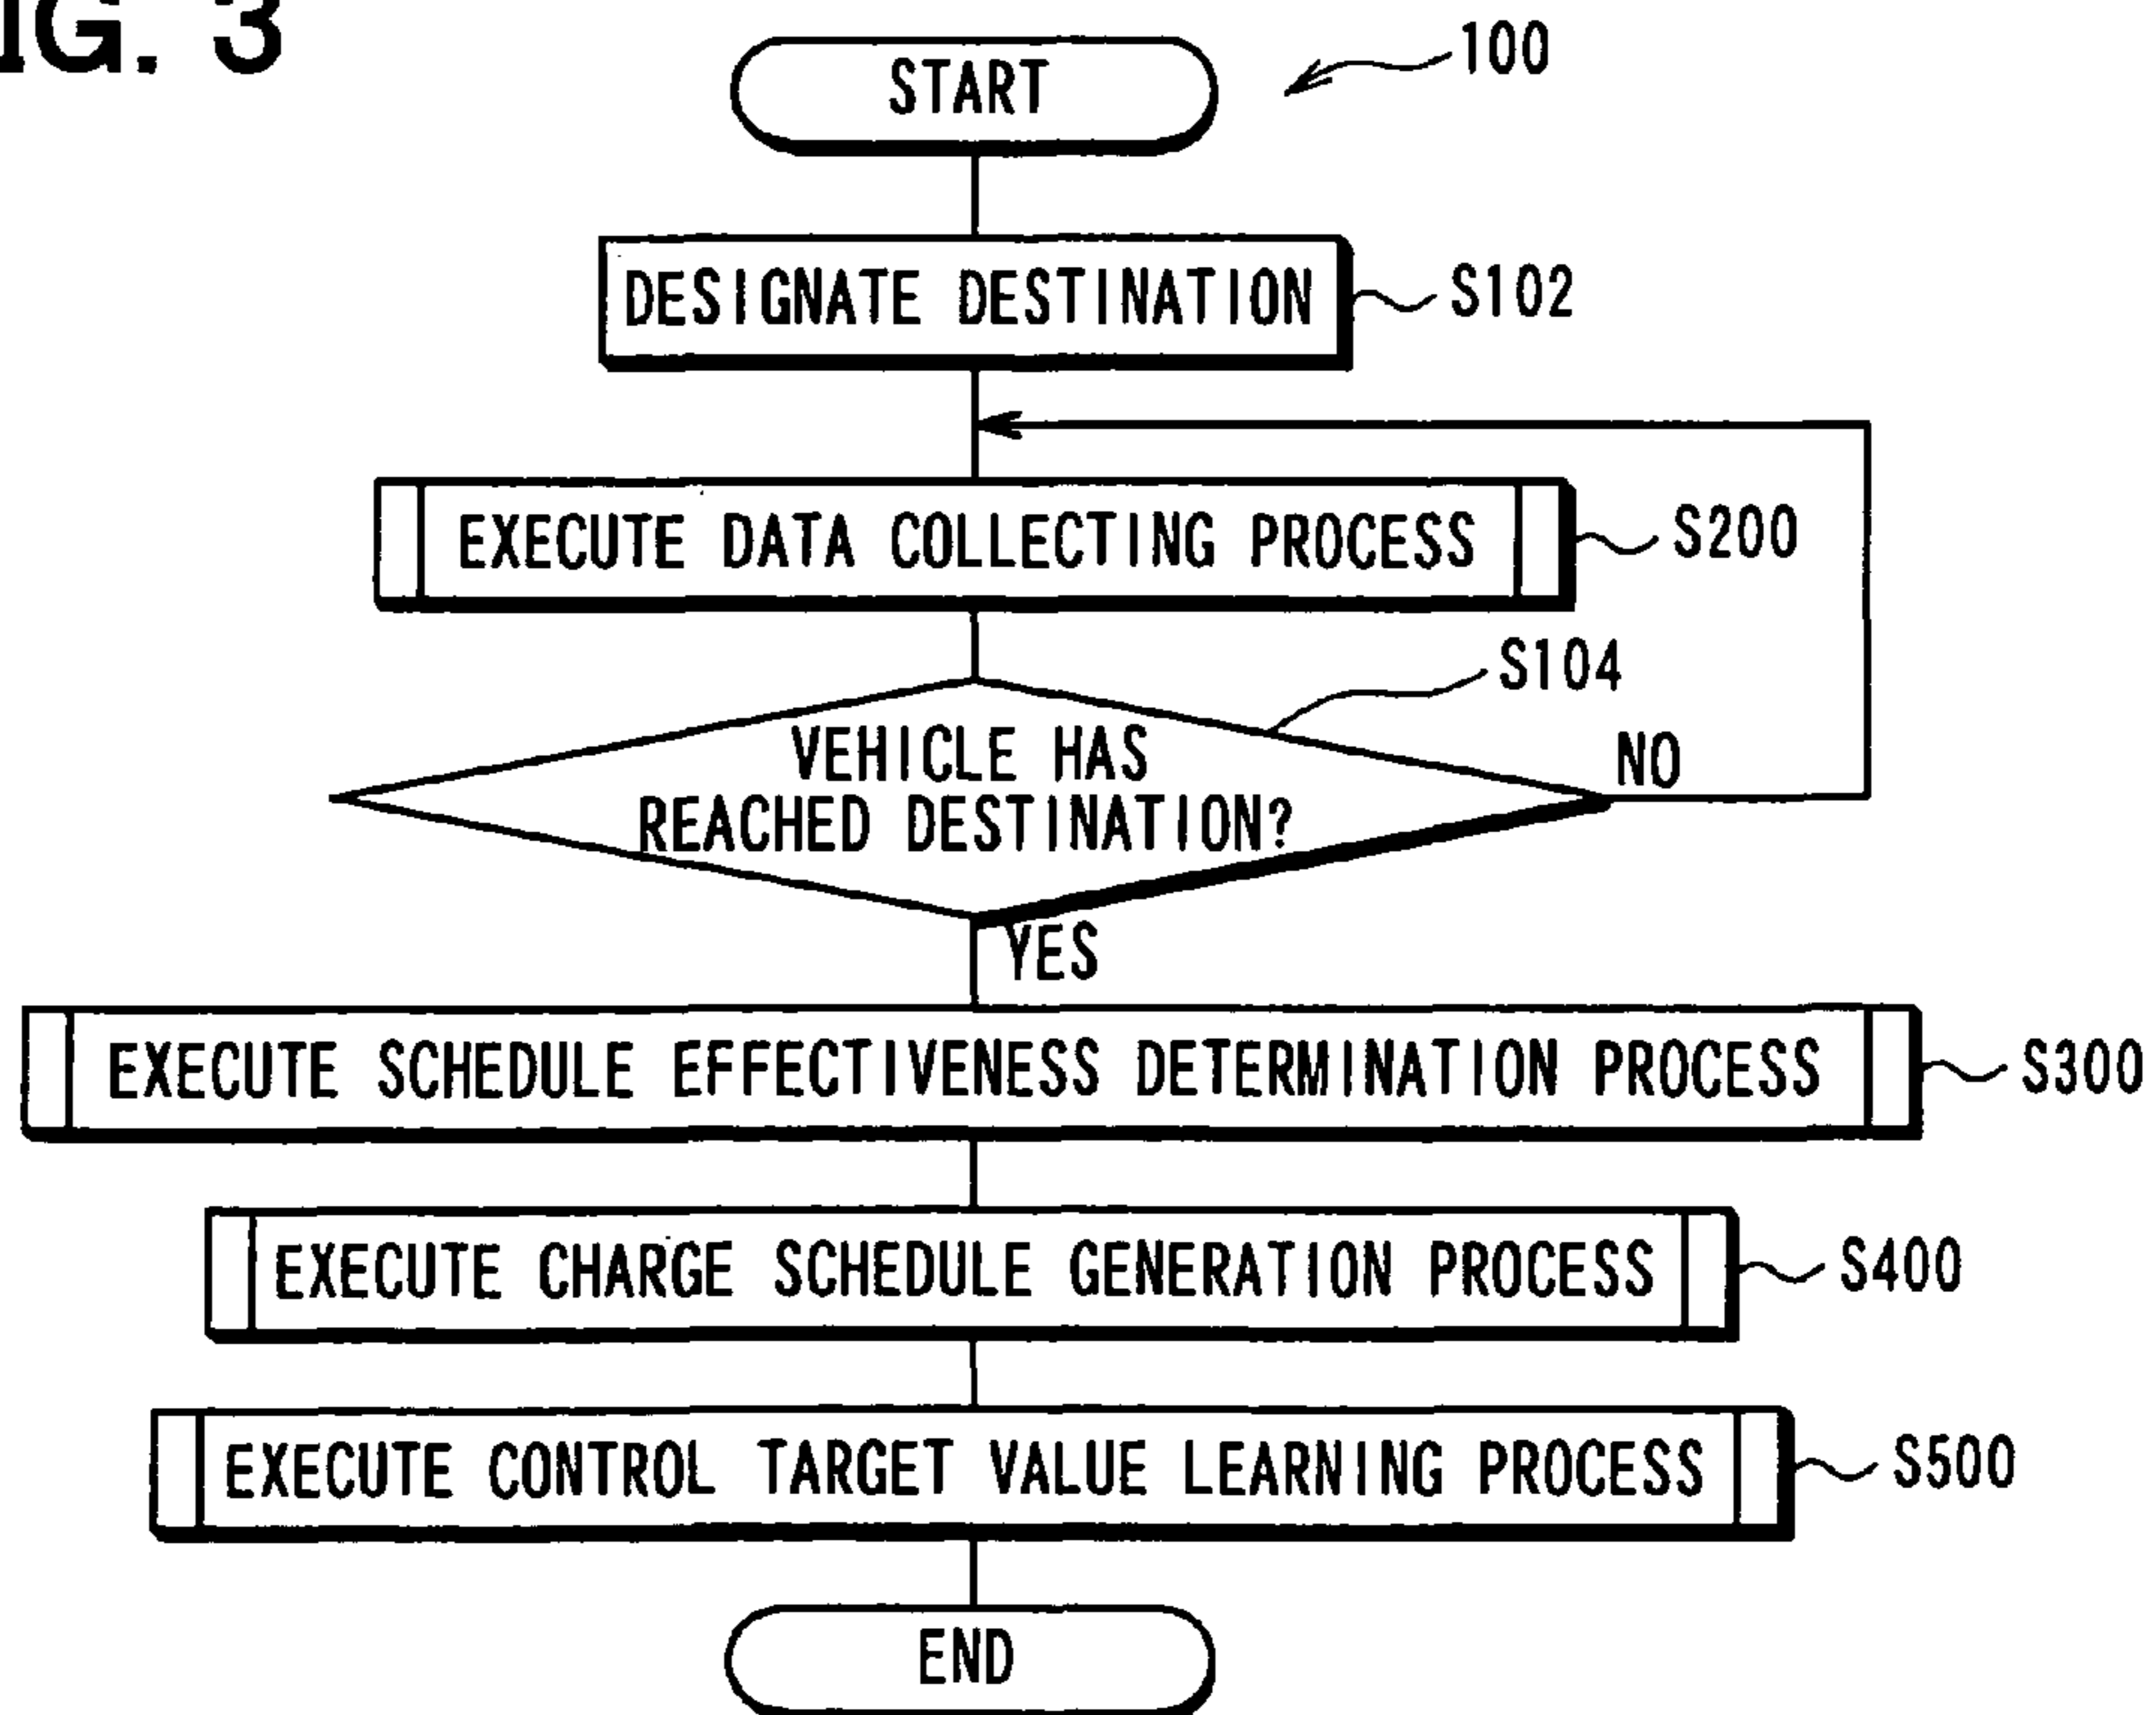 IG. 3
START
100
DESIGNATE DESTINATION
S102
EXECUTE DATA COLLECTING PROCESS
S200
S104
VEHICLE HAS
REACHED DESTINATION?
NO
YES
EXECUTE SCHEDULE EFFECTIVENESS DETERMINATION PROCESS
S300
EXECUTE CHARGE SCHEDULE GENERATION PROCESS
S400
EXECUTE CONTROL TARGET VALUE LEARNING PROCESS
S500
END